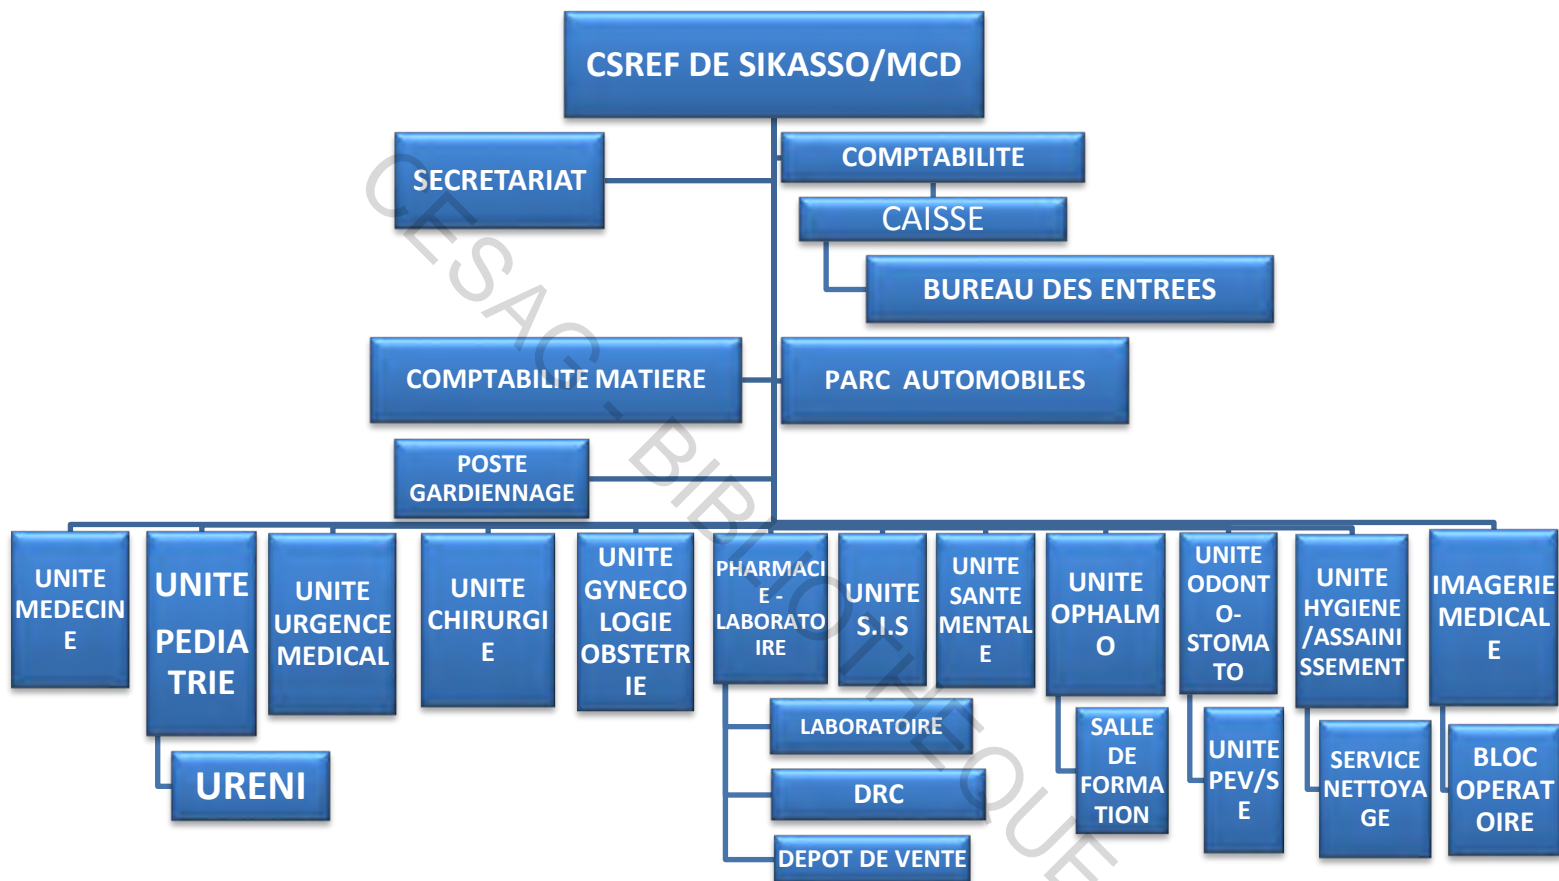 CSREF DE SIKASSO/MCD
SECRETARIAT
COMPTABILITE
CAISSE
BUREAU DES ENTREES
COMPTABILITE MATIERE
PARC AUTOMOBILES
POSTE
GARDIENNAGE
UNITE
MEDECIN
E
UNITE
PEDIA
TRIE
URENI
UNITE
URGENCE
MEDICAL
UNITE
CHIRURGI
E
UNITE
GYNECO
LOGIE
OBSTETR
IE
PHARMACI
E -
LABORATO
IRE
LABORATOIRE
DRC
DEPOT DE VENTE
UNITE
S.I.S
UNITE
SANTE
MENTAL
E
UNITE
OPHALM
O
SALLE
DE
FORMA
TION
UNITE
ODONT
O-
STOMA
TO
UNITE
PEV/S
E
UNITE
HYGIENE
/ASSAINI
SSEMENT
SERVICE
NETTOYA
GE
IMAGERIE
MEDICAL
E
BLOC
OPERAT
OIRE
CESAG - BIBLIOTHEQUE